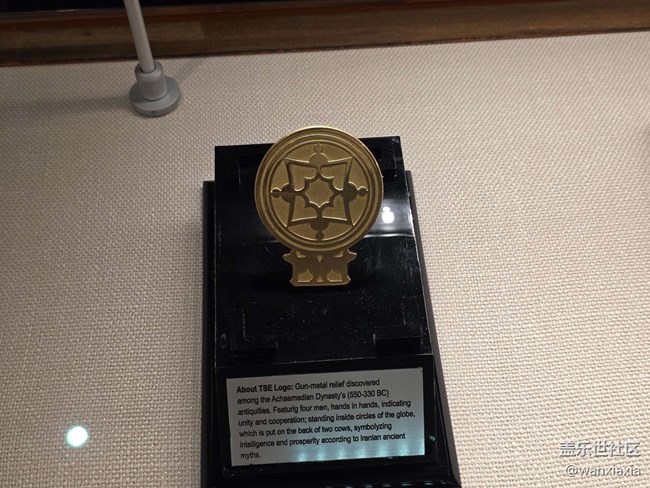 About TSE Logo: Gun-metal relief discovered
among the Achaemedian Dynasty's (550-330 BC)
antiquities. Featurig four men, hands in hands, indicating
unity and cooperation; standing inside circles of the globe,
which is put on the back of two cows, symbolyzing
intelligence and prosperity according to Iranian ancient
myths.
盖乐世社区
@wanxiaxia